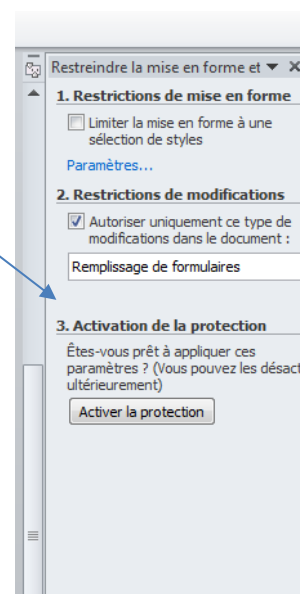 Restreindre la mise en forme et
1. Restrictions de mise en forme
Limiter la mise en forme à une
sélection de styles
Paramètres...
2. Restrictions de modifications
Autoriser uniquement ce type de
modifications dans le document :
Remplissage de formulaires
3. Activation de la protection
Êtes-vous prêt à appliquer ces
paramètres ? (Vous pouvez les désact
ultérieurement)
Activer la protection